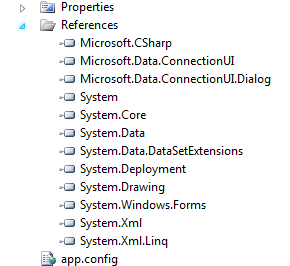 Properties
References
Microsoft.CSharp
Microsoft.Data.ConnectionUI
Microsoft.Data.ConnectionUI.Dialog
System
System.Core
System.Data
System.Data.DataSetExtensions
System.Deployment
System.Drawing
System.Windows.Forms
System.Xml
System.Xml.Linq
app.config